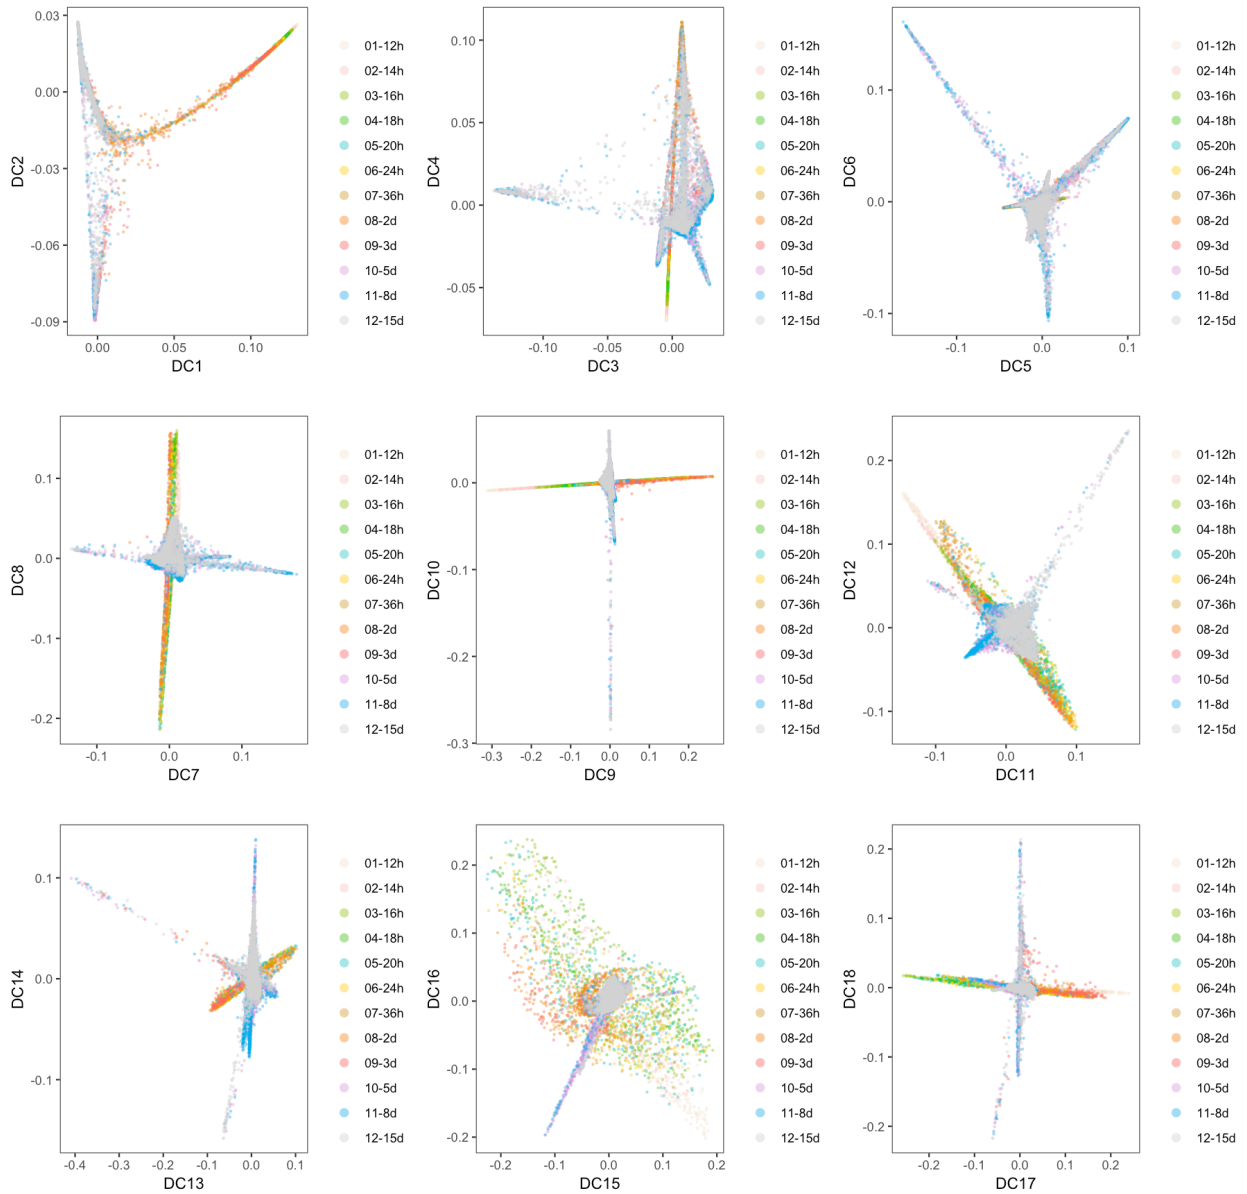 0.03
0.00
-0.03
-0.06
-0.09
DC2
0.00
0.05
0.10
DC1
01-12h
02-14h
03-16h
04-18h
05-20h
06-24h
07-36h
08-2d
09-3d
10-5d
11-8d
12-15d
0.10
0.05
0.00
-0.05
DC4
-0.10
-0.05
0.00
DC3
01-12h
02-14h
03-16h
04-18h
05-20h
06-24h
07-36h
08-2d
09-3d
10-5d
11-8d
12-15d
0.1
0.0
-0.1
DC6
-0.1
0.0
0.1
DC5
01-12h
02-14h
03-16h
04-18h
05-20h
06-24h
07-36h
08-2d
09-3d
10-5d
11-8d
12-15d
0.1
0.0
-0.1
-0.2
DC8
-0.1
0.0
0.1
DC7
01-12h
02-14h
03-16h
04-18h
05-20h
06-24h
07-36h
08-2d
09-3d
10-5d
11-8d
12-15d
0.0
-0.1
-0.2
-0.3
DC10
-0.3
-0.2
-0.1
0.0
0.1
0.2
DC9
01-12h
02-14h
03-16h
04-18h
05-20h
06-24h
07-36h
08-2d
09-3d
10-5d
11-8d
12-15d
0.2
0.1
0.0
-0.1
DC12
-0.1
0.0
0.1
DC11
01-12h
02-14h
03-16h
04-18h
05-20h
06-24h
07-36h
08-2d
09-3d
10-5d
11-8d
12-15d
0.1
0.0
-0.1
DC14
-0.4
-0.3
-0.2
-0.1
0.0
0.1
DC13
01-12h
02-14h
03-16h
04-18h
05-20h
06-24h
07-36h
08-2d
09-3d
10-5d
11-8d
12-15d
0.2
0.1
0.0
-0.1
-0.2
DC16
-0.2
-0.1
0.0
0.1
0.2
DC15
01-12h
02-14h
03-16h
04-18h
05-20h
06-24h
07-36h
08-2d
09-3d
10-5d
11-8d
12-15d
0.2
0.1
0.0
-0.1
-0.2
DC18
-0.2
-0.1
0.0
0.1
0.2
DC17
01-12h
02-14h
03-16h
04-18h
05-20h
06-24h
07-36h
08-2d
09-3d
10-5d
11-8d
12-15d